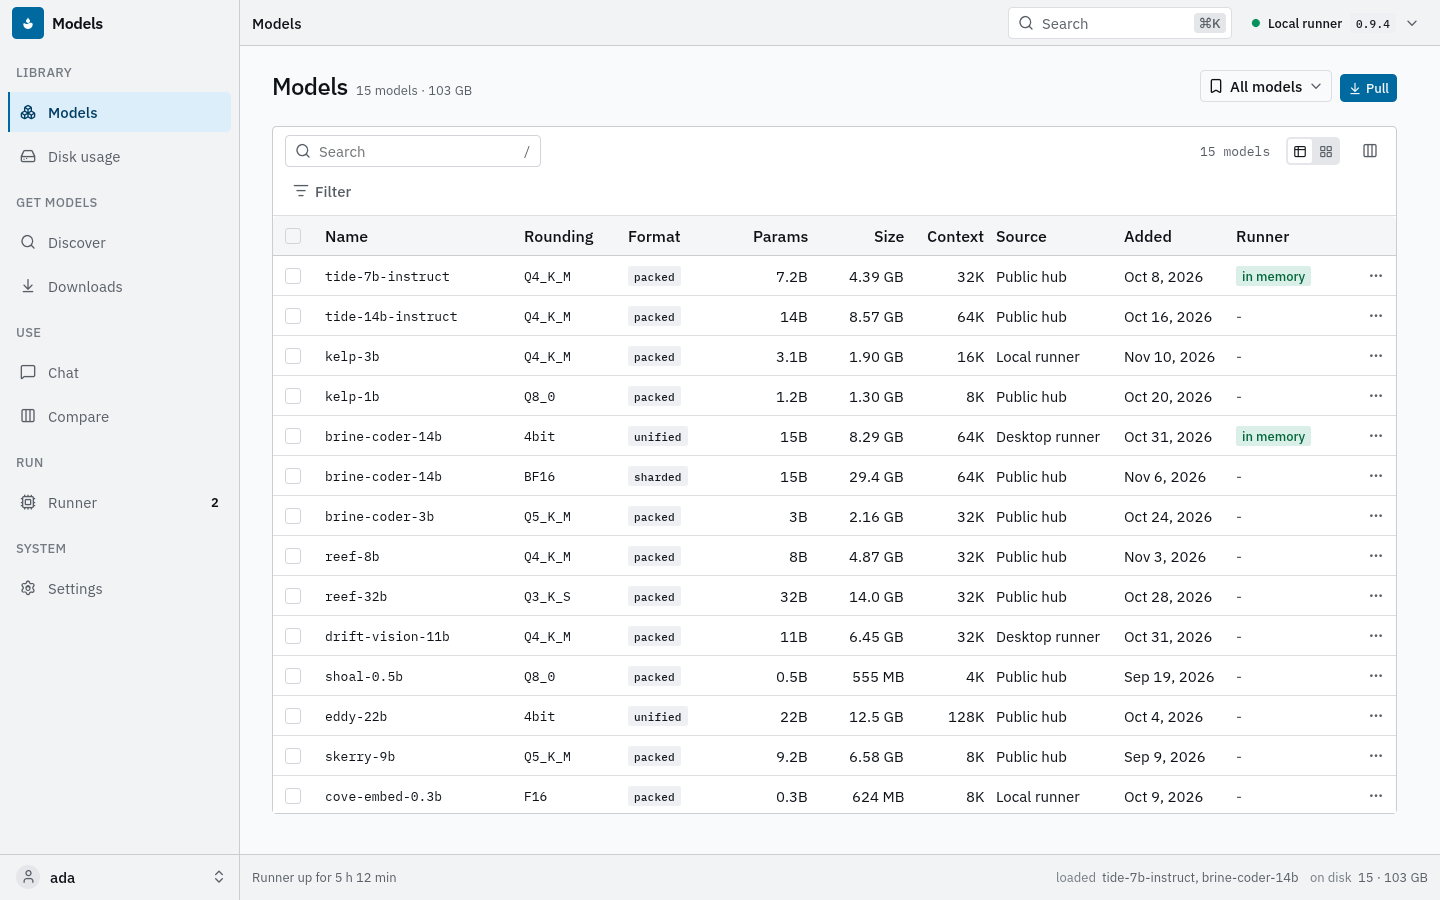 Models
LIBRARY
Models
Disk usage
GET MODELS
Discover
Downloads
USE
Chat
Compare
RUN
Runner 2
SYSTEM
Settings
ada
Models
Search ⌘K
Local runner 0.9.4
Models 15 models · 103 GB
All models
Pull
Search /
15 models
Filter
Name Rounding Format Params Size Context Source Added Runner
tide-7b-instruct Q4_K_M packed 7.2B 4.39 GB 32K Public hub Oct 8, 2026 in memory
tide-14b-instruct Q4_K_M packed 14B 8.57 GB 64K Public hub Oct 16, 2026 -
kelp-3b Q4_K_M packed 3.1B 1.90 GB 16K Local runner Nov 10, 2026 -
kelp-1b Q8_0 packed 1.2B 1.30 GB 8K Public hub Oct 20, 2026 -
brine-coder-14b 4bit unified 15B 8.29 GB 64K Desktop runner Oct 31, 2026 in memory
brine-coder-14b BF16 sharded 15B 29.4 GB 64K Public hub Nov 6, 2026 -
brine-coder-3b Q5_K_M packed 3B 2.16 GB 32K Public hub Oct 24, 2026 -
reef-8b Q4_K_M packed 8B 4.87 GB 32K Public hub Nov 3, 2026 -
reef-32b Q3_K_S packed 32B 14.0 GB 32K Public hub Oct 28, 2026 -
drift-vision-11b Q4_K_M packed 11B 6.45 GB 32K Desktop runner Oct 31, 2026 -
shoal-0.5b Q8_0 packed 0.5B 555 MB 4K Public hub Sep 19, 2026 -
eddy-22b 4bit unified 22B 12.5 GB 128K Public hub Oct 4, 2026 -
skerry-9b Q5_K_M packed 9.2B 6.58 GB 8K Public hub Sep 9, 2026 -
cove-embed-0.3b F16 packed 0.3B 624 MB 8K Local runner Oct 9, 2026 -
Runner up for 5 h 12 min
loaded tide-7b-instruct, brine-coder-14b on disk 15 · 103 GB